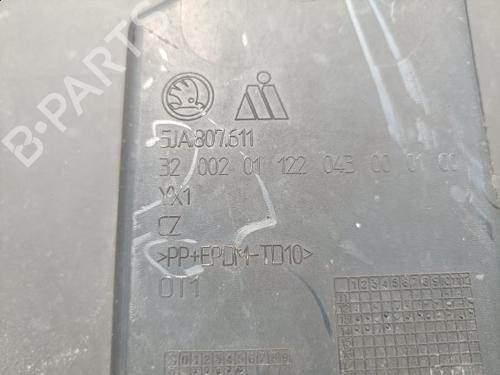 B-PARTS
5JA.807.611
32 002 01 122 043 00 01 00
YX1
CZ
>PP+EPDM-TD10>
OT1